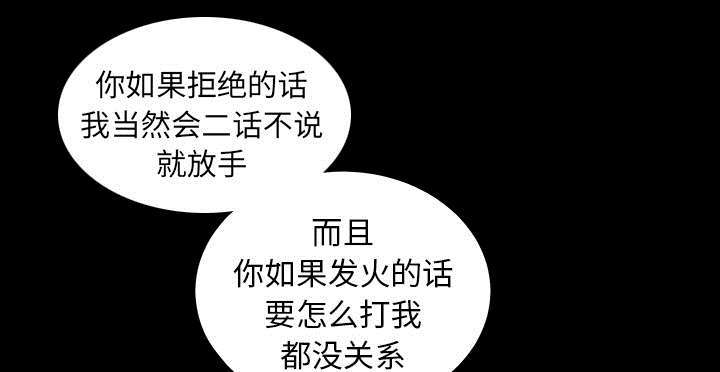 你如果拒绝的话
我当然会二话不说
就放手
而且
你如果发火的话
要怎么打我
都没关系